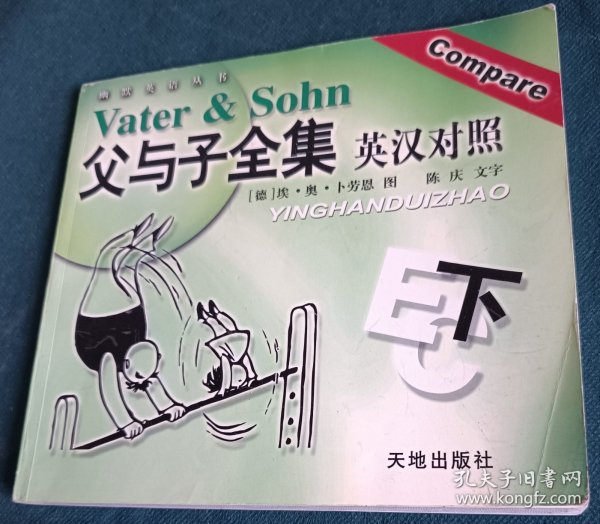 幽默英语丛书
Compare
Vater & Sohn
父与子全集 英汉对照
[德]埃·奥·卜劳恩 图 陈庆 文字
YINGHANDUIZHAO
EC
下
天地出版社
孔夫子旧书网
www.kongfz.com